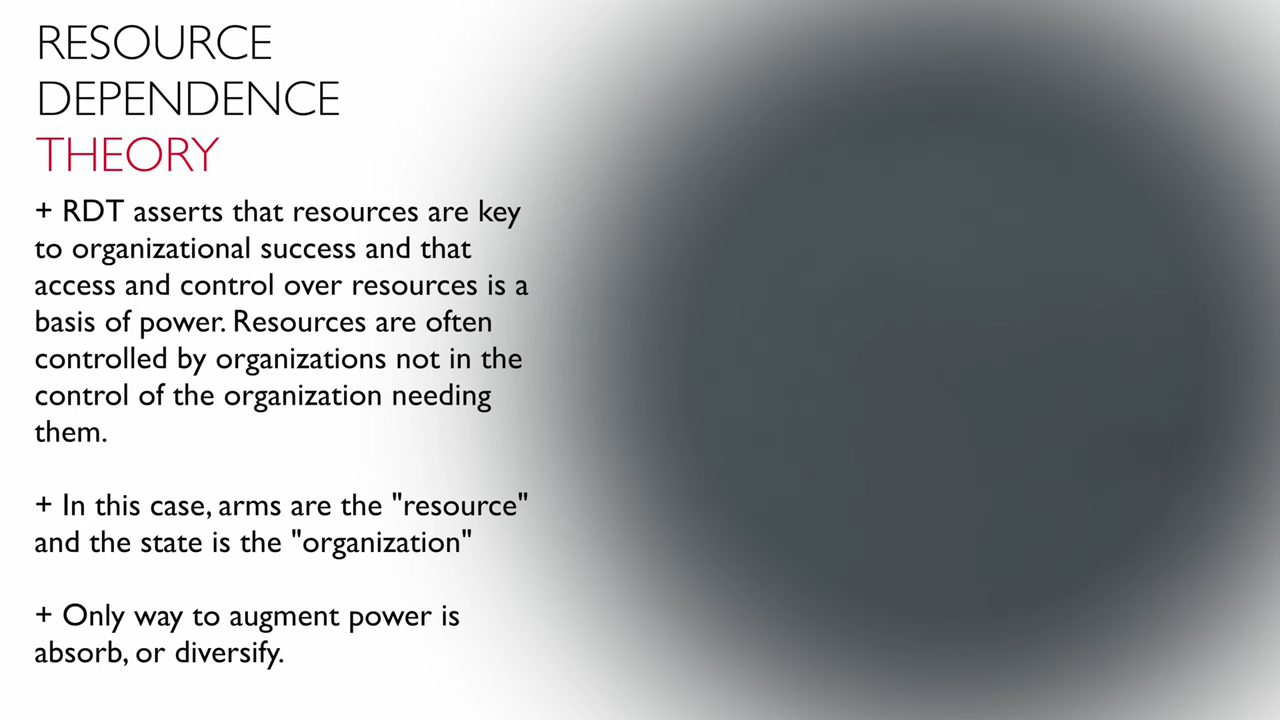 RESOURCE
DEPENDENCE
THEORY
+ RDT asserts that resources are key
to organizational success and that
access and control over resources is a
basis of power. Resources are often
controlled by organizations not in the
control of the organization needing
them.
+ In this case, arms are the "resource"
and the state is the "organization"
+ Only way to augment power is
absorb, or diversify.